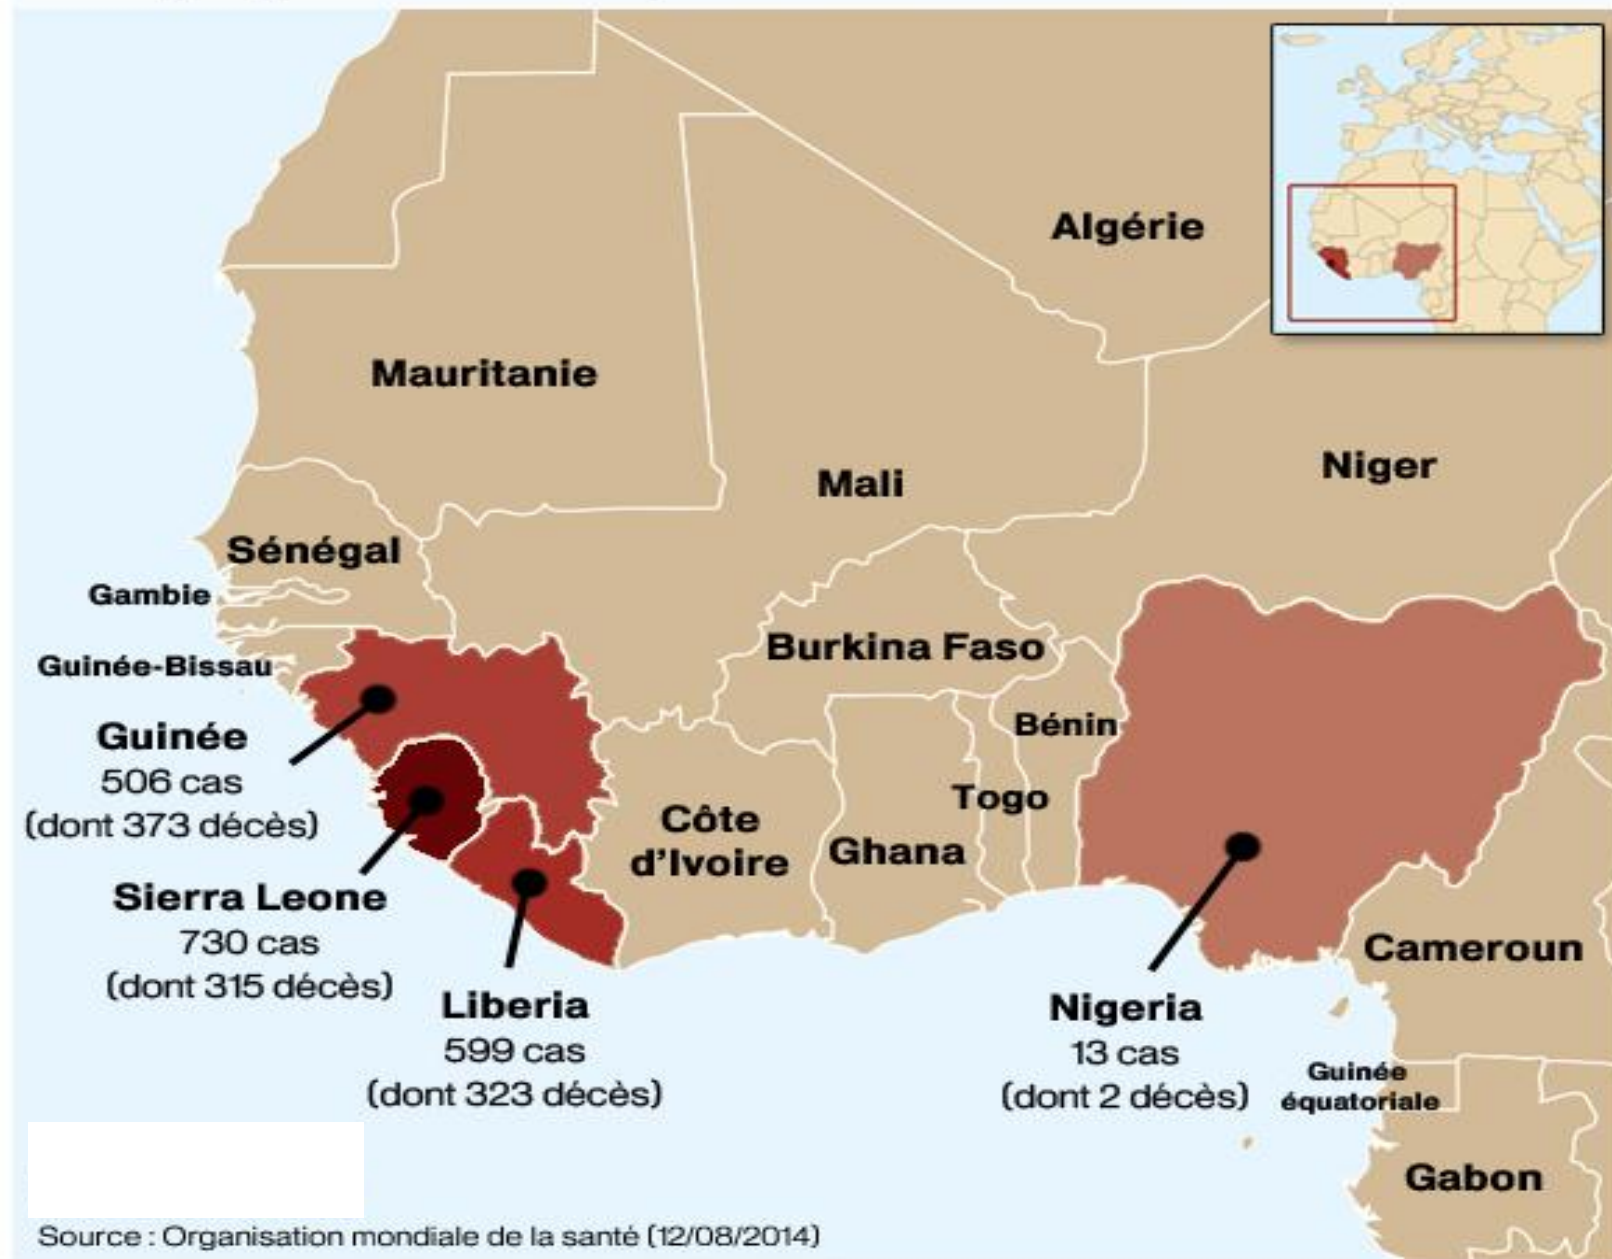 Algérie
Mauritanie
Mali
Niger
Sénégal
Gambie
Burkina Faso
Guinée-Bissau
Bénin
Guinée
506 cas
(dont 373 décès)
Togo
Côte
d'Ivoire
Ghana
Sierra Leone
730 cas
(dont 315 décès)
Cameroun
Liberia
599 cas
(dont 323 décès)
Nigeria
13 cas
(dont 2 décès)
Guinée
équatoriale
Gabon
Source : Organisation mondiale de la santé (12/08/2014)